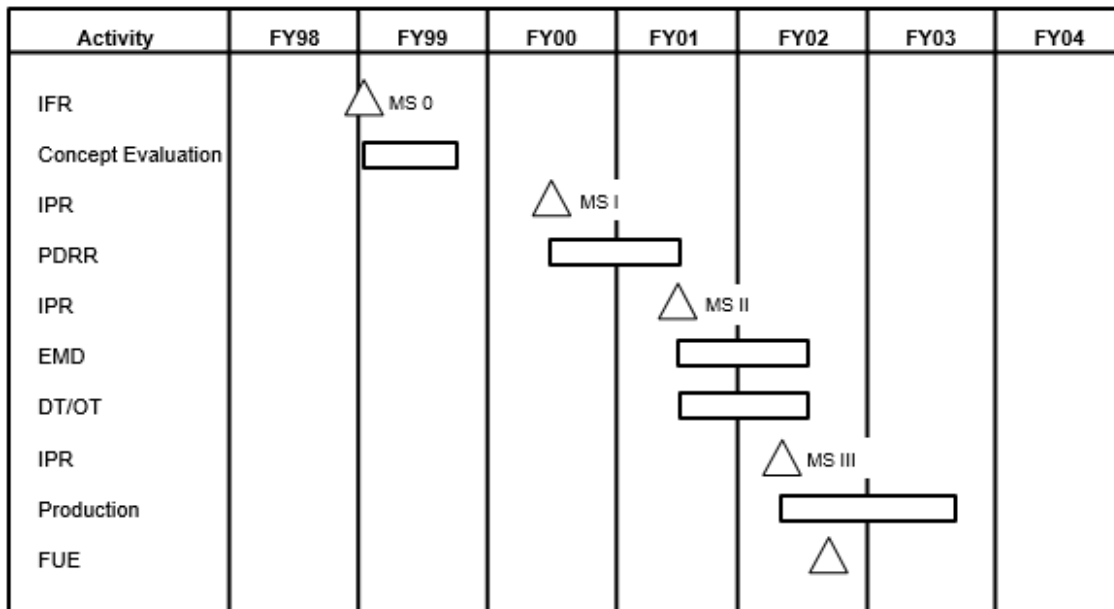 Activity FY98 FY99 FY00 FY01 FY02 FY03 FY04
IFR MS 0
Concept Evaluation
IPR MS I
PDRR
IPR MS II
EMD
DT/OT
IPR MS III
Production
FUE